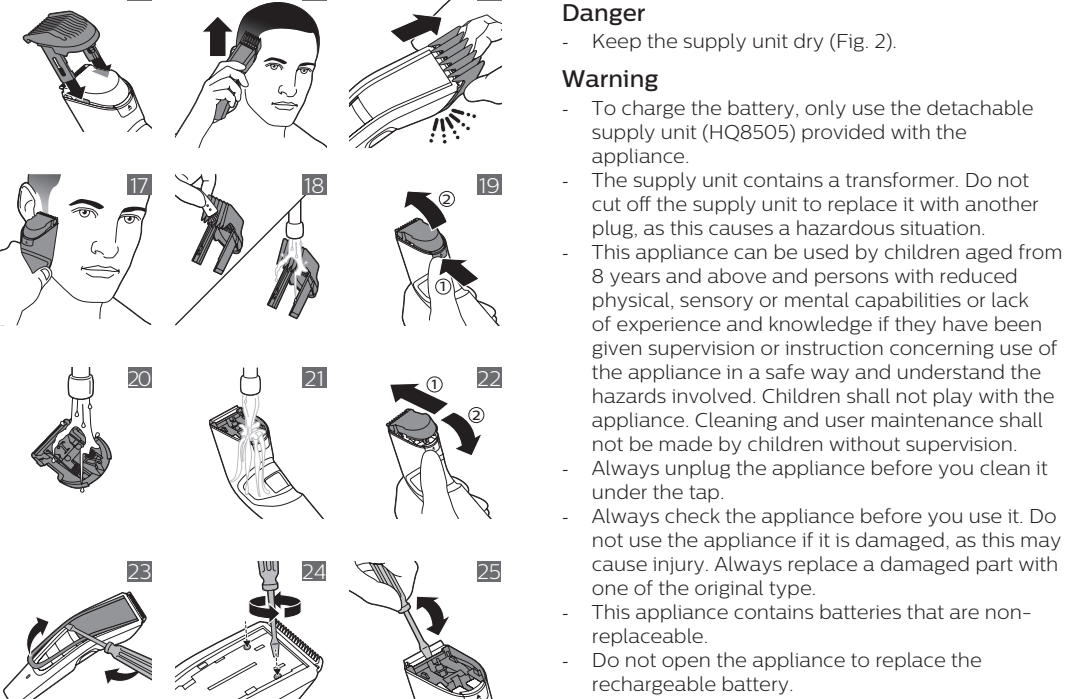 17
18
19
②
①
20
21
22
①
②
23
24
25
Danger
- Keep the supply unit dry (Fig. 2).
Warning
- To charge the battery, only use the detachable
supply unit (HQ8505) provided with the
appliance.
- The supply unit contains a transformer. Do not
cut off the supply unit to replace it with another
plug, as this causes a hazardous situation.
- This appliance can be used by children aged from
8 years and above and persons with reduced
physical, sensory or mental capabilities or lack
of experience and knowledge if they have been
given supervision or instruction concerning use of
the appliance in a safe way and understand the
hazards involved. Children shall not play with the
appliance. Cleaning and user maintenance shall
not be made by children without supervision.
- Always unplug the appliance before you clean it
under the tap.
- Always check the appliance before you use it. Do
not use the appliance if it is damaged, as this may
cause injury. Always replace a damaged part with
one of the original type.
- This appliance contains batteries that are non-
replaceable.
- Do not open the appliance to replace the
rechargeable battery.